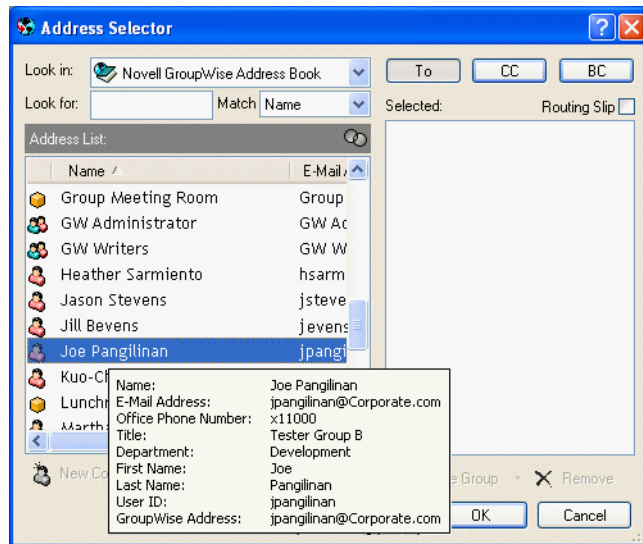 Address Selector
Look in: Novell GroupWise Address Book
To CC BC
Look for: Match Name
Selected: Routing Slip
Address List:
Name E-Mail
Group Meeting Room Group
GW Administrator
GW Writers GW W
Heather Sarmiento hsarm
Jason Stevens jsteve
Jill Bevens jevens
Joe Pangilinan jpangi
Name: Joe Pangilinan
E-Mail Address: jpangilinan@Corporate.com
Office Phone Number: x11000
Title: Tester Group B
Department: Development
First Name: Joe
Last Name: Pangilinan
User ID: jpangilinan
GroupWise Address: jpangilinan@Corporate.com
New Group Remove
OK Cancel